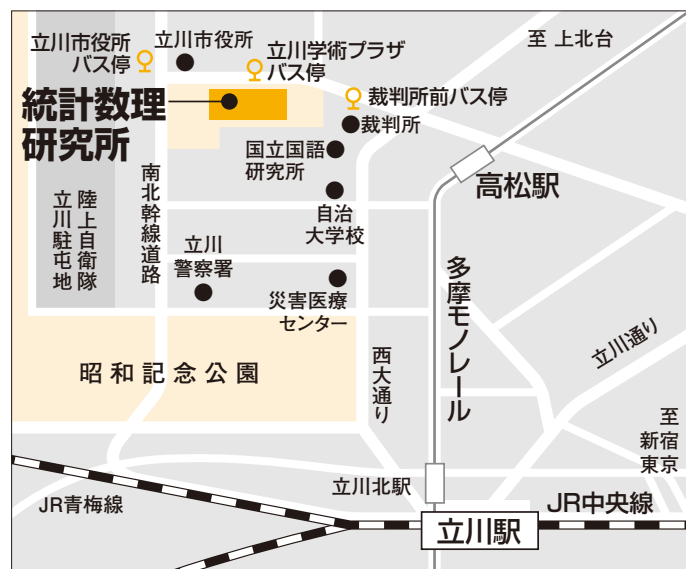 立川市役所
バス停
立川市役所
立川学術プラザ
バス停
至 上北台
統計数理
研究所
裁判所前バス停
裁判所
国立国語
研究所
高松駅
自治
大学校
南北幹線道路
陸上自衛隊
立川駐屯地
立川
警察署
災害医療
センター
多摩モノレール
立川通り
昭和記念公園
西大通り
至
新宿
東京
立川北駅
JR青梅線
JR中央線
立川駅